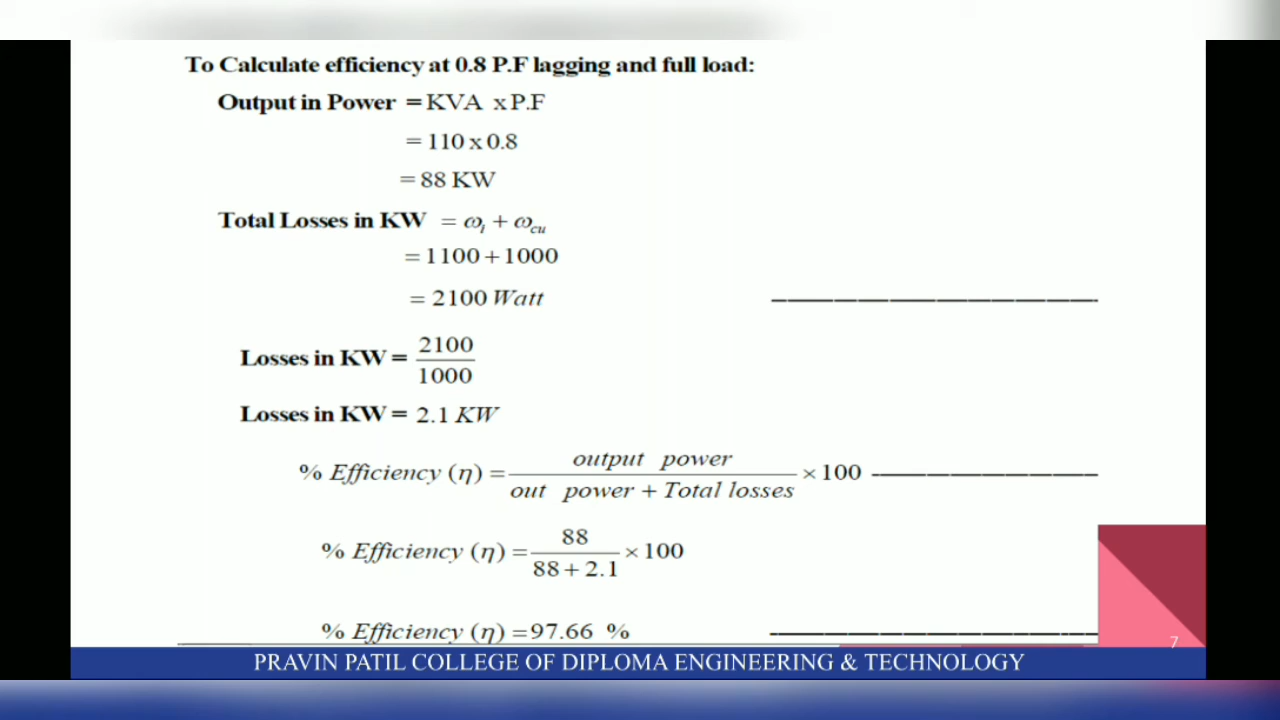 To Calculate efficiency at 0.8 P.F lagging and full load:
Output in Power = KVA x P.F
= 110 x 0.8
= 88 KW
Total Losses in KW = ωi + ωcu
= 1100 + 1000
= 2100 Watt
Losses in KW = 2100
1000
Losses in KW = 2.1 KW
% Efficiency (η) = output power
out power + Total losses × 100
% Efficiency (η) = 88
88 + 2.1 × 100
% Efficiency (η) = 97.66 %
7
PRAVIN PATIL COLLEGE OF DIPLOMA ENGINEERING & TECHNOLOGY